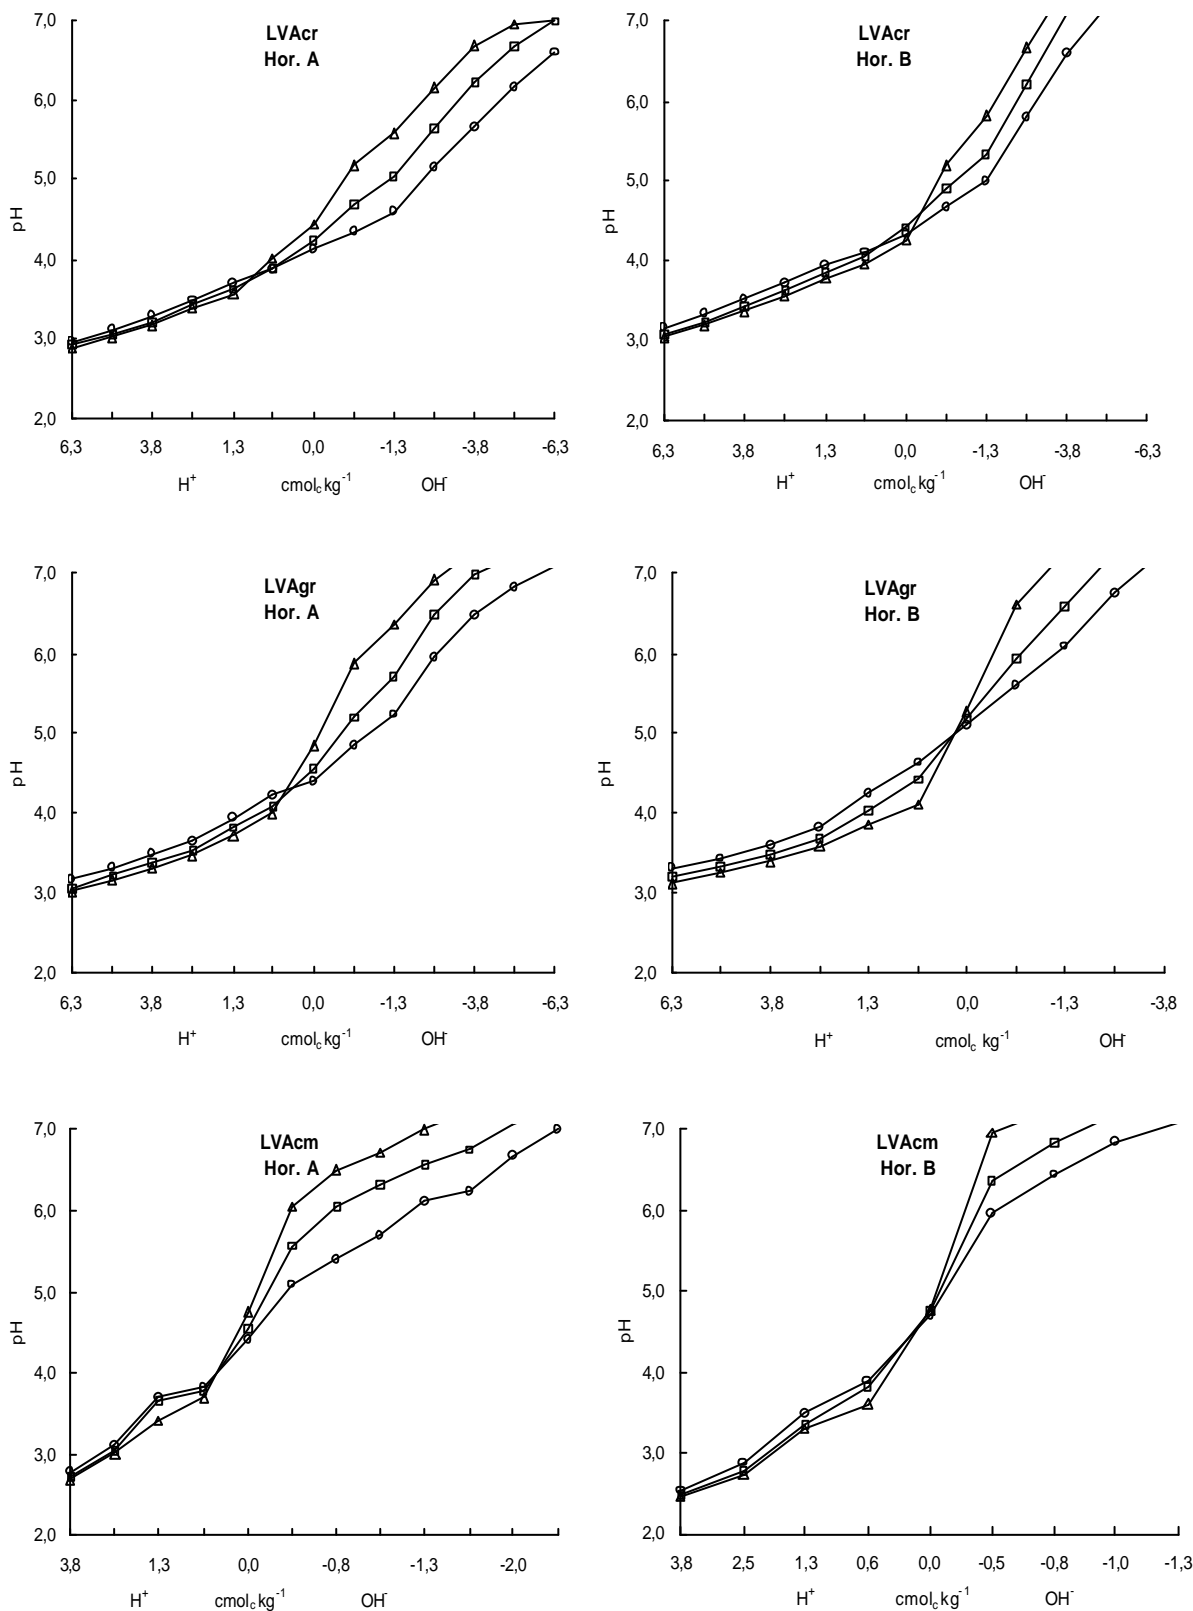 LVAcr
Hor. A
7,0
6,0
5,0
4,0
3,0
2,0
pH
6,3 3,8 1,3 0,0 -1,3 -3,8 -6,3
H⁺ cmol_c kg⁻¹ OH⁻
LVAcr
Hor. B
7,0
6,0
5,0
4,0
3,0
2,0
pH
6,3 3,8 1,3 0,0 -1,3 -3,8 -6,3
H⁺ cmol_c kg⁻¹ OH⁻
LVAgr
Hor. A
7,0
6,0
5,0
4,0
3,0
2,0
pH
6,3 3,8 1,3 0,0 -1,3 -3,8 -6,3
H⁺ cmol_c kg⁻¹ OH⁻
LVAgr
Hor. B
7,0
6,0
5,0
4,0
3,0
2,0
pH
6,3 3,8 1,3 0,0 -1,3 -3,8
H⁺ cmol_c kg⁻¹ OH⁻
LVAcm
Hor. A
7,0
6,0
5,0
4,0
3,0
2,0
pH
3,8 1,3 0,0 -0,8 -1,3 -2,0
H⁺ cmol_c kg⁻¹ OH⁻
LVAcm
Hor. B
7,0
6,0
5,0
4,0
3,0
2,0
pH
3,8 2,5 1,3 0,6 0,0 -0,5 -0,8 -1,0 -1,3
H⁺ cmol_c kg⁻¹ OH⁻